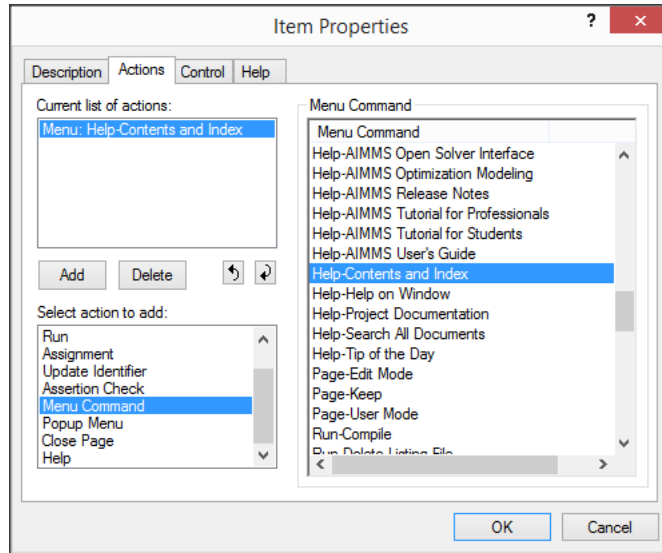 Item Properties
?
Description
Actions
Control
Help
Current list of actions:
Menu: Help-Contents and Index
Add
Delete
Select action to add:
Run
Assignment
Update Identifier
Assertion Check
Menu Command
Popup Menu
Close Page
Help
Menu Command
Menu Command
Help-AIMMS Open Solver Interface
Help-AIMMS Optimization Modeling
Help-AIMMS Release Notes
Help-AIMMS Tutorial for Professionals
Help-AIMMS Tutorial for Students
Help-AIMMS User's Guide
Help-Contents and Index
Help-Help on Window
Help-Project Documentation
Help-Search All Documents
Help-Tip of the Day
Page-Edit Mode
Page-Keep
Page-User Mode
Run-Compile
Run-Delete Listing File
OK
Cancel